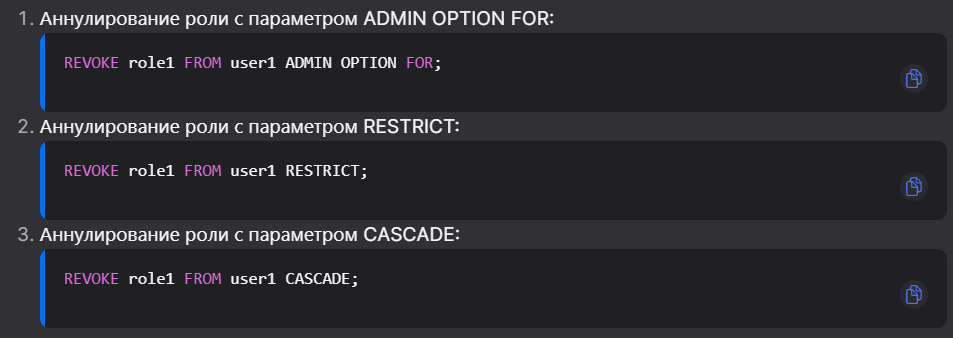 1. Аннулирование роли с параметром ADMIN OPTION FOR:
REVOKE role1 FROM user1 ADMIN OPTION FOR;
2. Аннулирование роли с параметром RESTRICT:
REVOKE role1 FROM user1 RESTRICT;
3. Аннулирование роли с параметром CASCADE:
REVOKE role1 FROM user1 CASCADE;